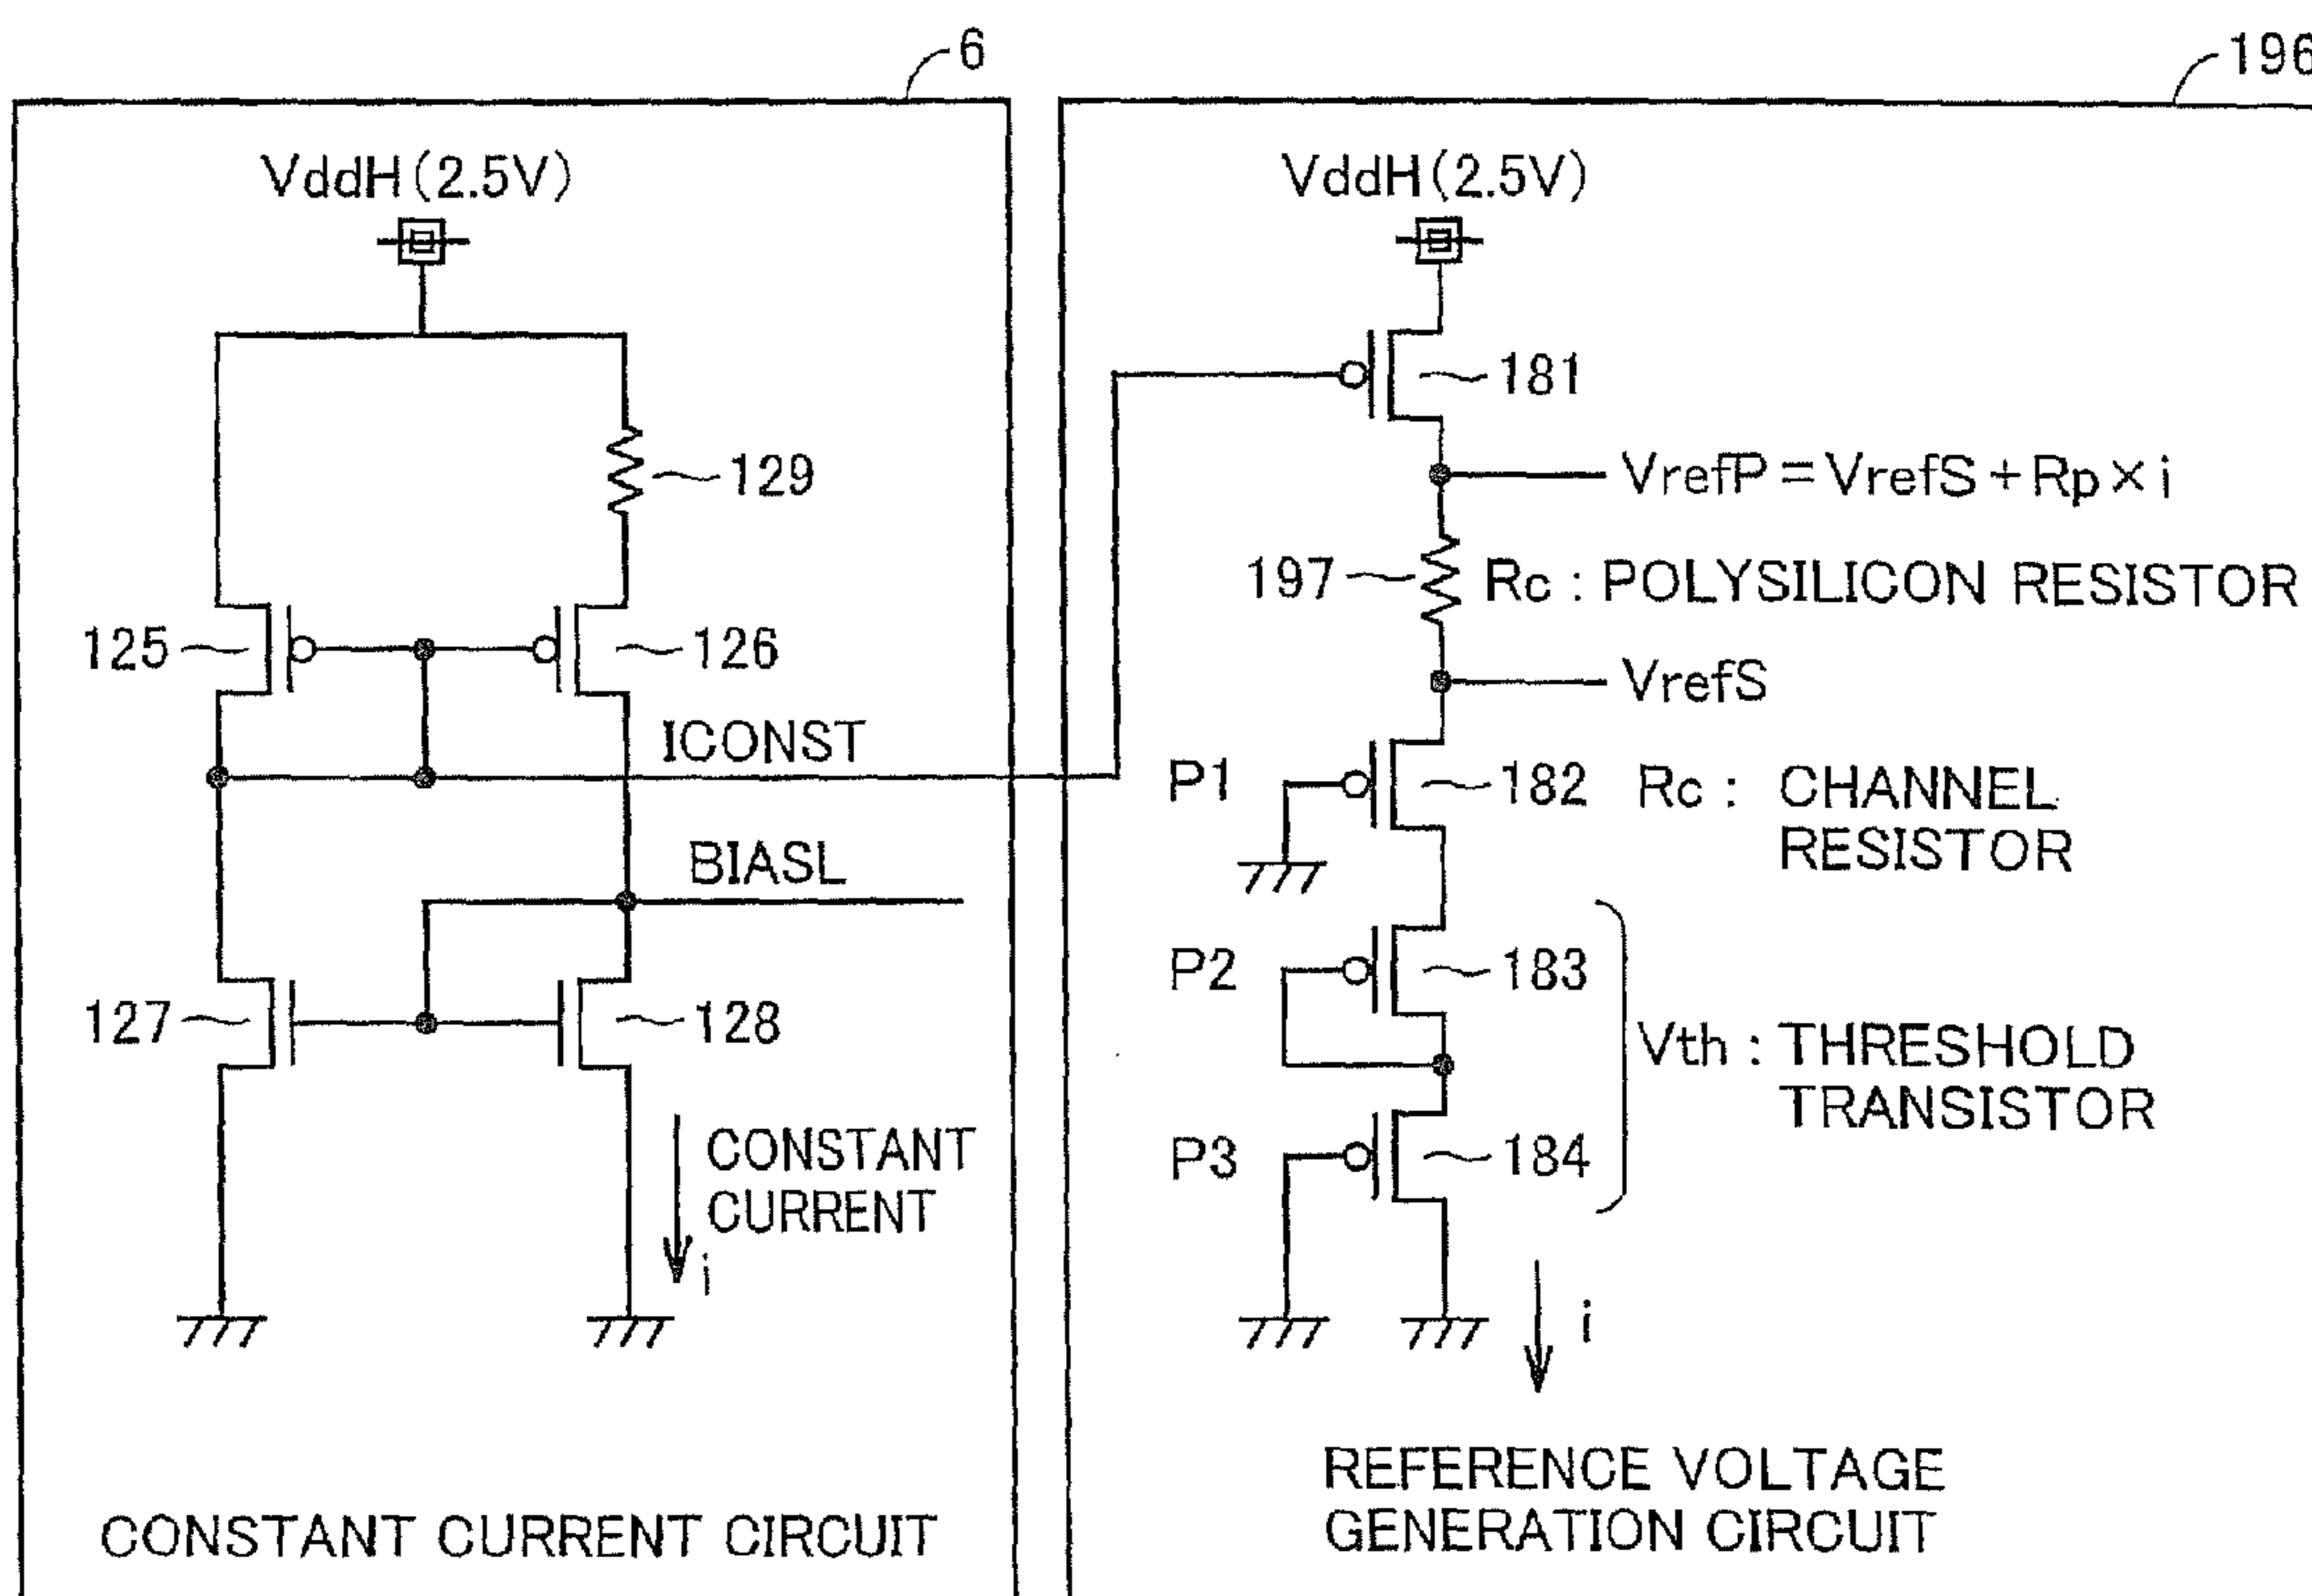 6
196
VddH(2.5V)
VddH(2.5V)
129
181
VrefP=VrefS+Rp×i
197
Rc : POLYSILICON RESISTOR
125
126
VrefS
ICONST
P1
182
Rc : CHANNEL
RESISTOR
BIASL
P2
183
127
128
Vth : THRESHOLD
TRANSISTOR
P3
184
CONSTANT
CURRENT
i
i
REFERENCE VOLTAGE
GENERATION CIRCUIT
CONSTANT CURRENT CIRCUIT